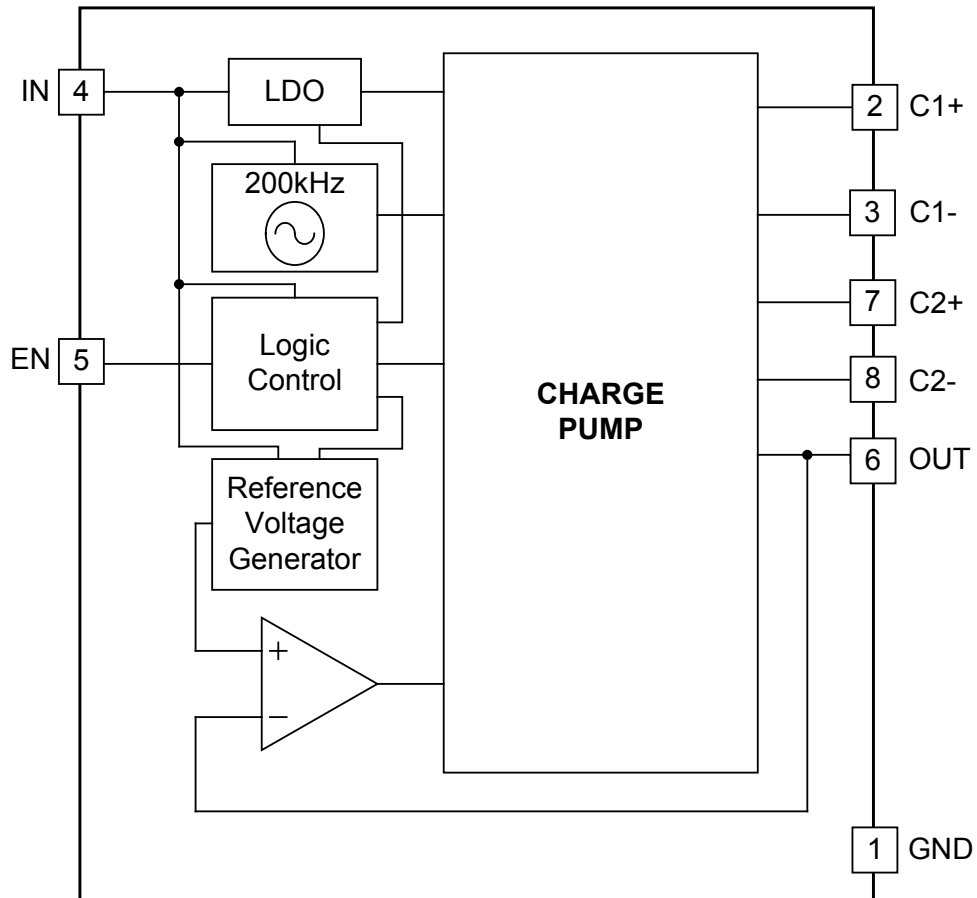 IN 4
LDO
2 C1+
200kHz
3 C1-
7 C2+
EN 5
Logic
Control
8 C2-
CHARGE
PUMP
6 OUT
Reference
Voltage
Generator
+
−
1 GND